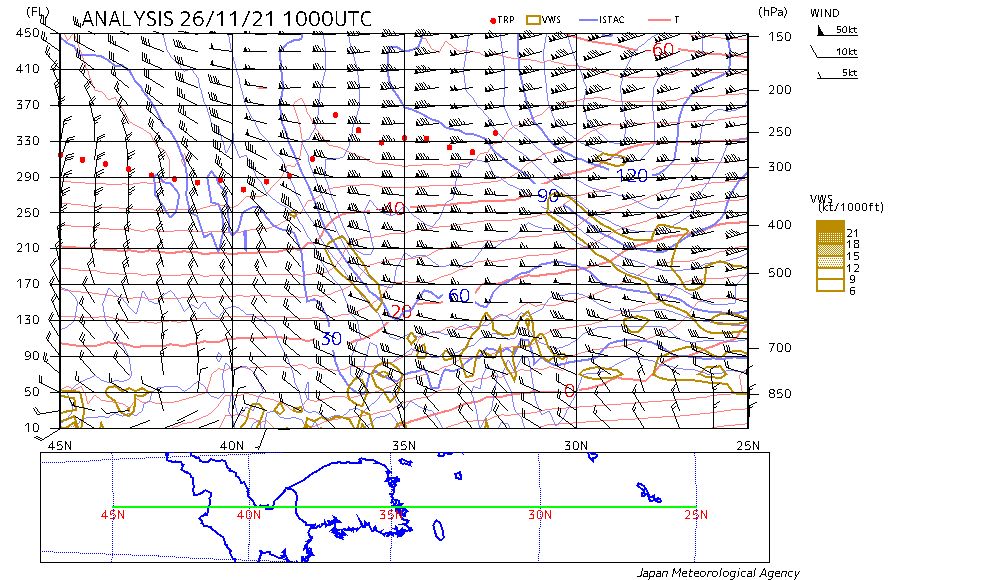 (FL) ANALYSIS 26/11/21 1000UTC TRP VWS ISTAC T (hPa) WIND
450 60 150 50kt
410 10kt
5kt
370 200
330 250
290 120 300
90
250 40 VWS
(kt/1000ft)
400
210 21
18
15
500 12
170 60 9
6
20
130
30
90 700
50 0 850
10
45N 40N 35N 30N 25N
45N 40N 35N 30N 25N
Japan Meteorological Agency